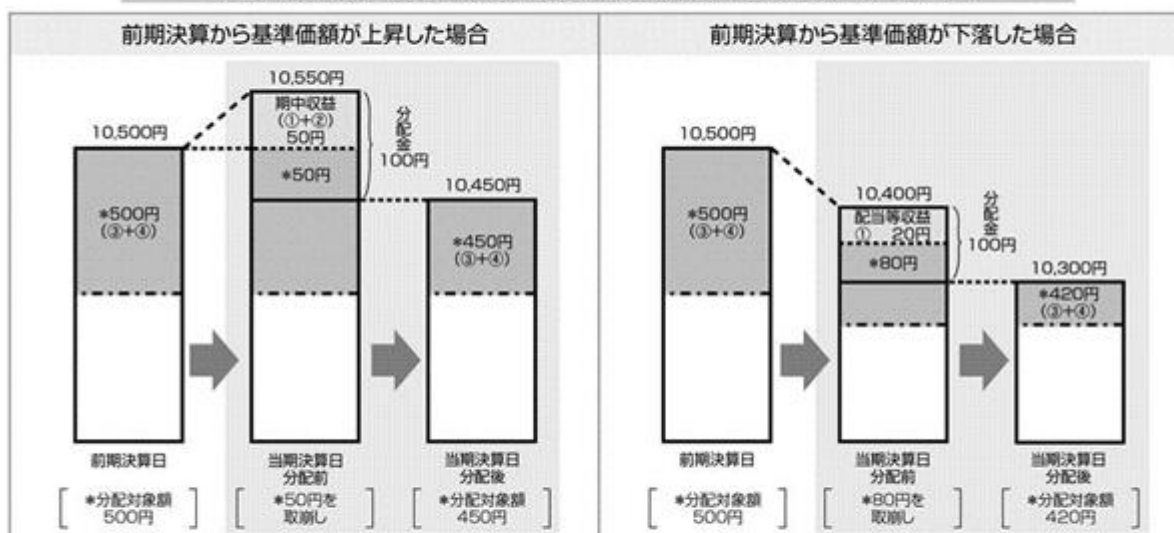 前期決算から基準価額が上昇した場合
10,500円
*500円
(③+④)
前期決算日
*分配対象額
500円
10,550円
期中収益
(①+②)
50円
*50円
分配金
100円
当期決算日
分配前
*50円を
取崩し
10,450円
*450円
(③+④)
当期決算日
分配後
*分配対象額
450円
前期決算から基準価額が下落した場合
10,500円
*500円
(③+④)
前期決算日
*分配対象額
500円
10,400円
配当等収益
① 20円
*80円
分配金
100円
当期決算日
分配前
*80円を
取崩し
10,300円
*420円
(③+④)
当期決算日
分配後
*分配対象額
420円